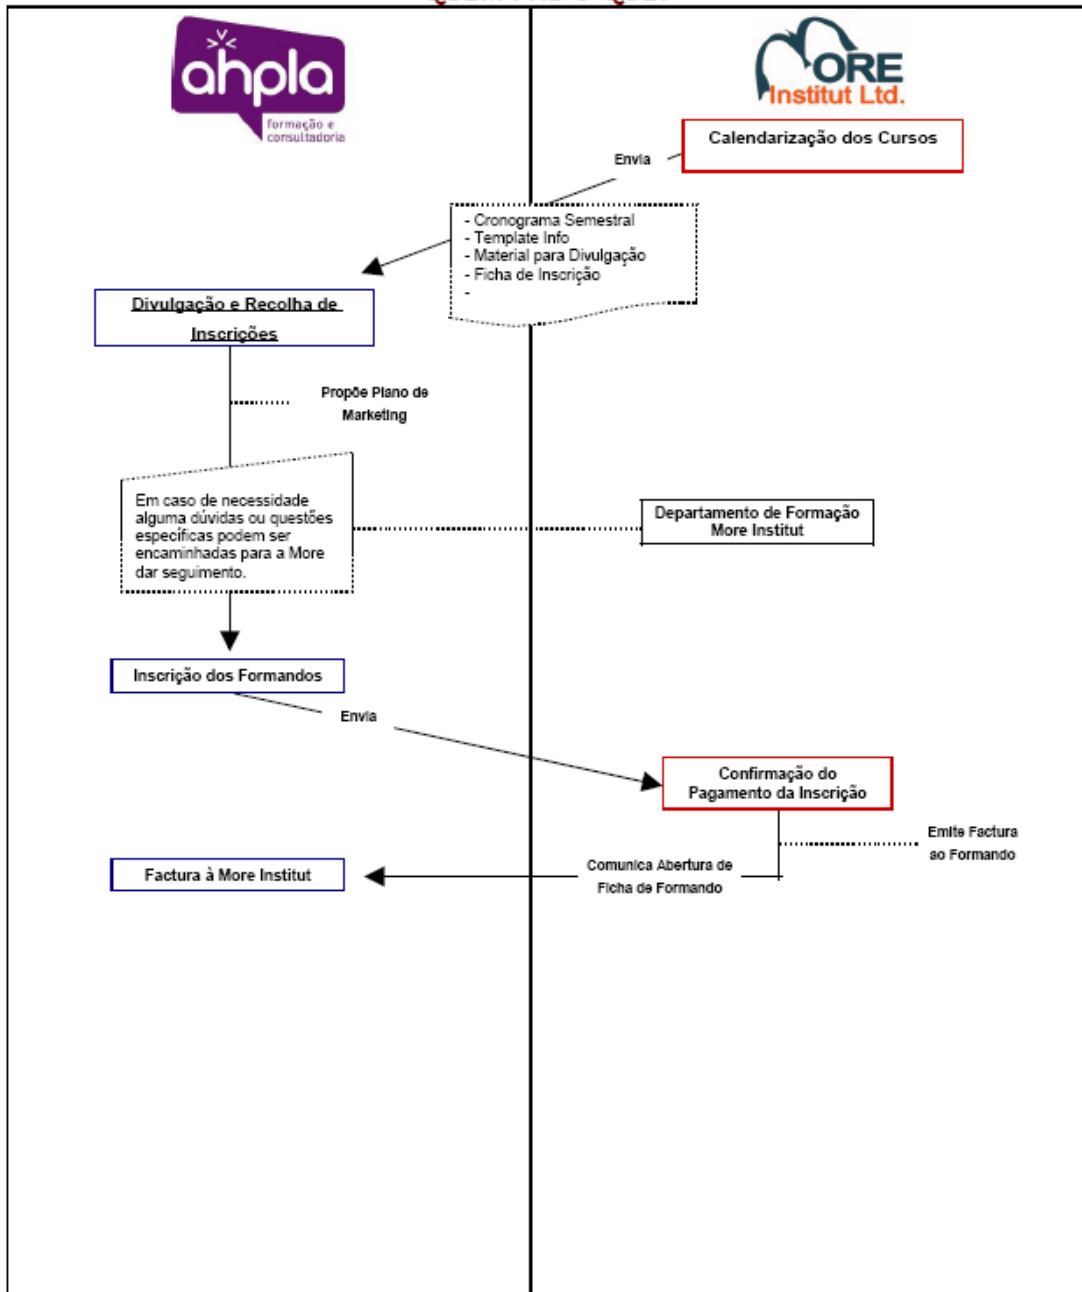 ahpla
formação e
consultadoria
MORE
Institut Ltd.
Calendarização dos Cursos
Envia
- Cronograma Semestral
- Template Info
- Material para Divulgação
- Ficha de Inscrição
-
Divulgação e Recolha de
Inscrições
Propõe Plano de
Marketing
Em caso de necessidade
alguma dúvidas ou questões
específicas podem ser
encaminhadas para a More
dar seguimento.
Departamento de Formação
More Institut
Inscrição dos Formandos
Envia
Confirmação do
Pagamento da Inscrição
Emite Factura
ao Formando
Comunica Abertura de
Ficha de Formando
Factura à More Institut